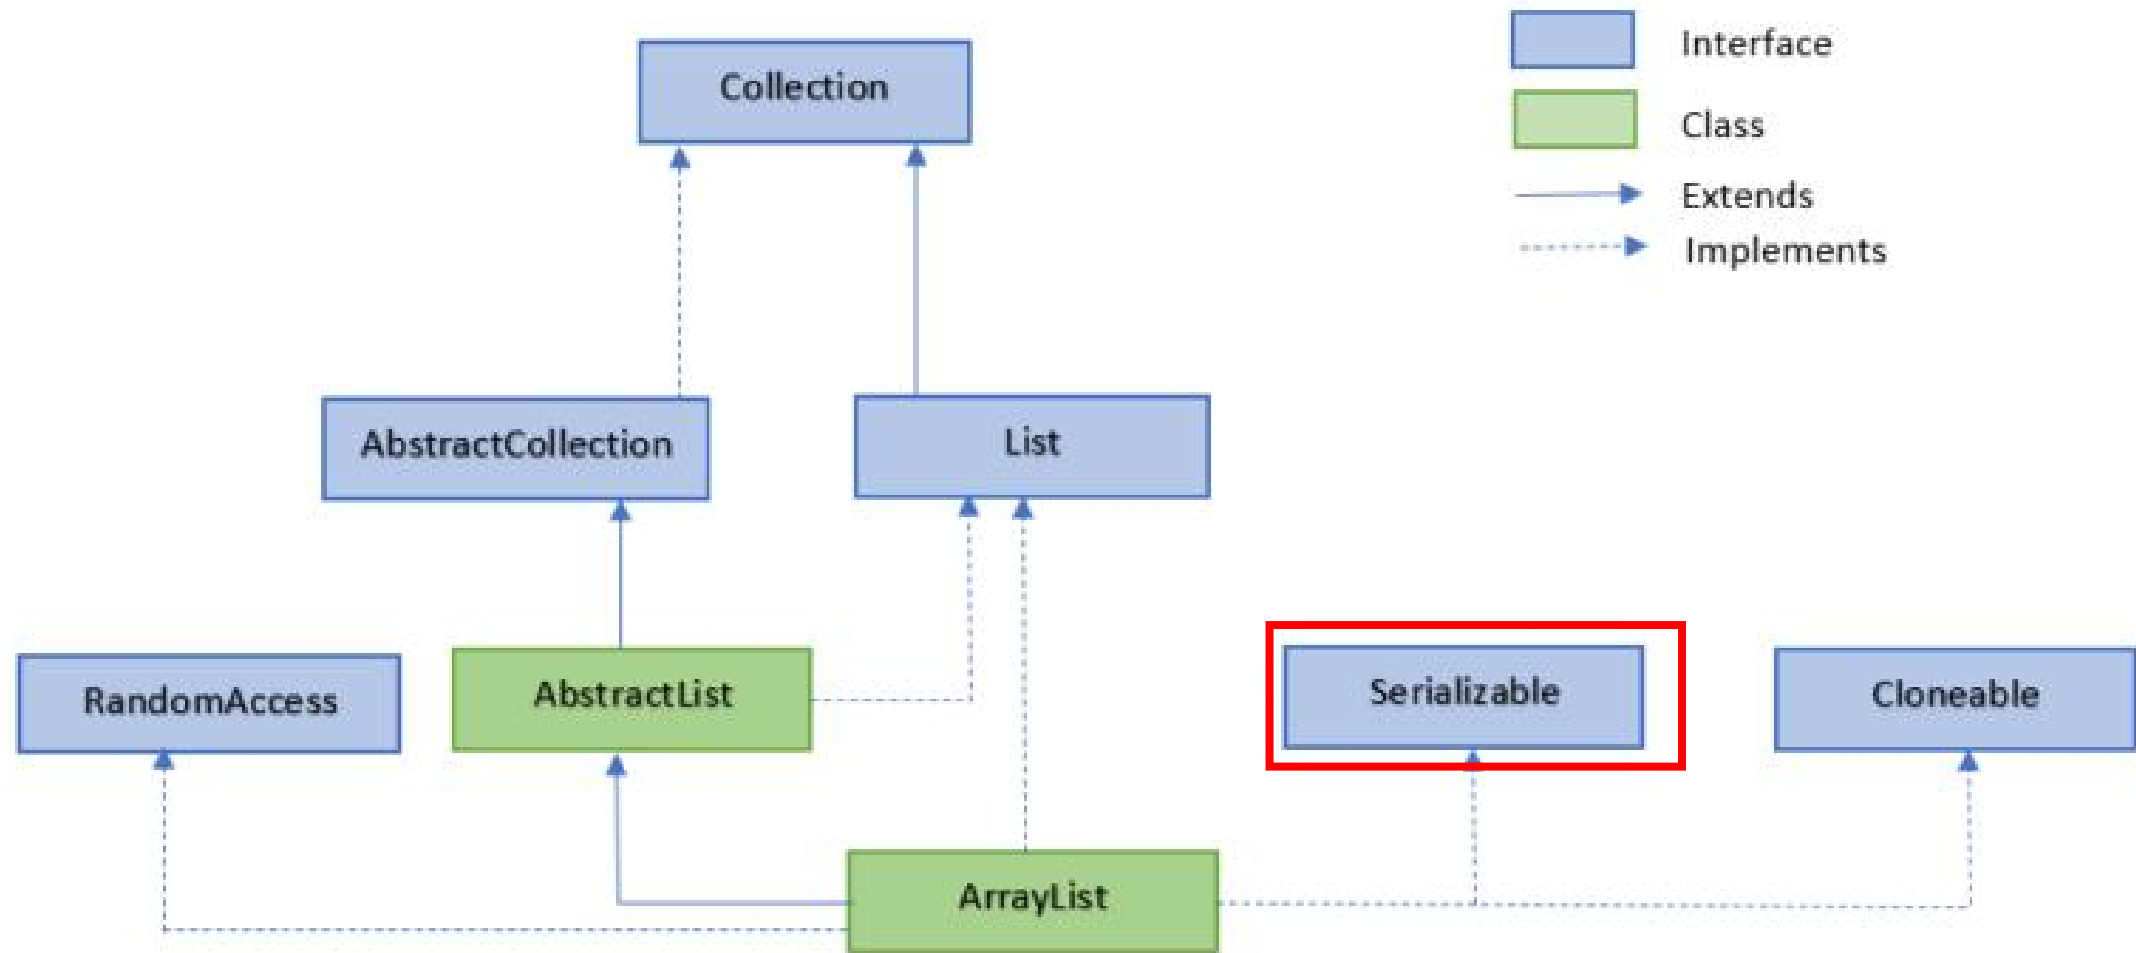 Collection
Interface
Class
Extends
Implements
AbstractCollection
List
RandomAccess
AbstractList
Serializable
Cloneable
ArrayList